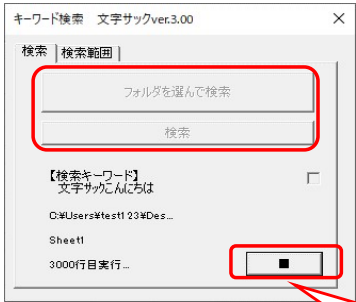 キーワード検索 文字サックver.3.00
検索 検索範囲
フォルダを選んで検索
検索
【検索キーワード】
文字サックこんにちは
C:¥Users¥test123¥Des...
Sheet1
3000行目実行...